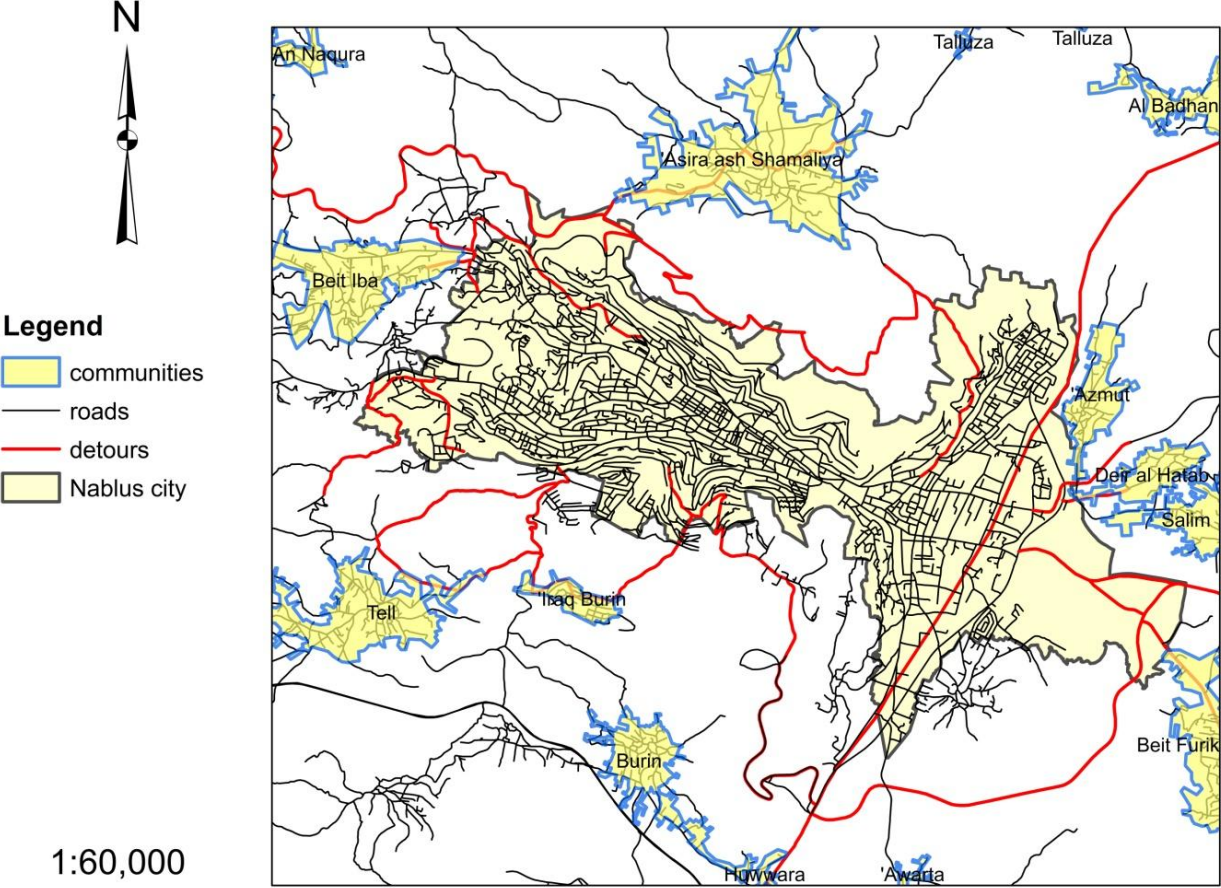 N
An Naqura
Talluza
Talluza
Al Badhan
'Asira ash Shamaliya
Beit Iba
Legend
communities
roads
detours
Nablus city
'Azmut
Deir al Hatab
Salim
Tell
'Iraq Burin
Burin
Beit Furik
1:60,000
Huwwara
'Awarta